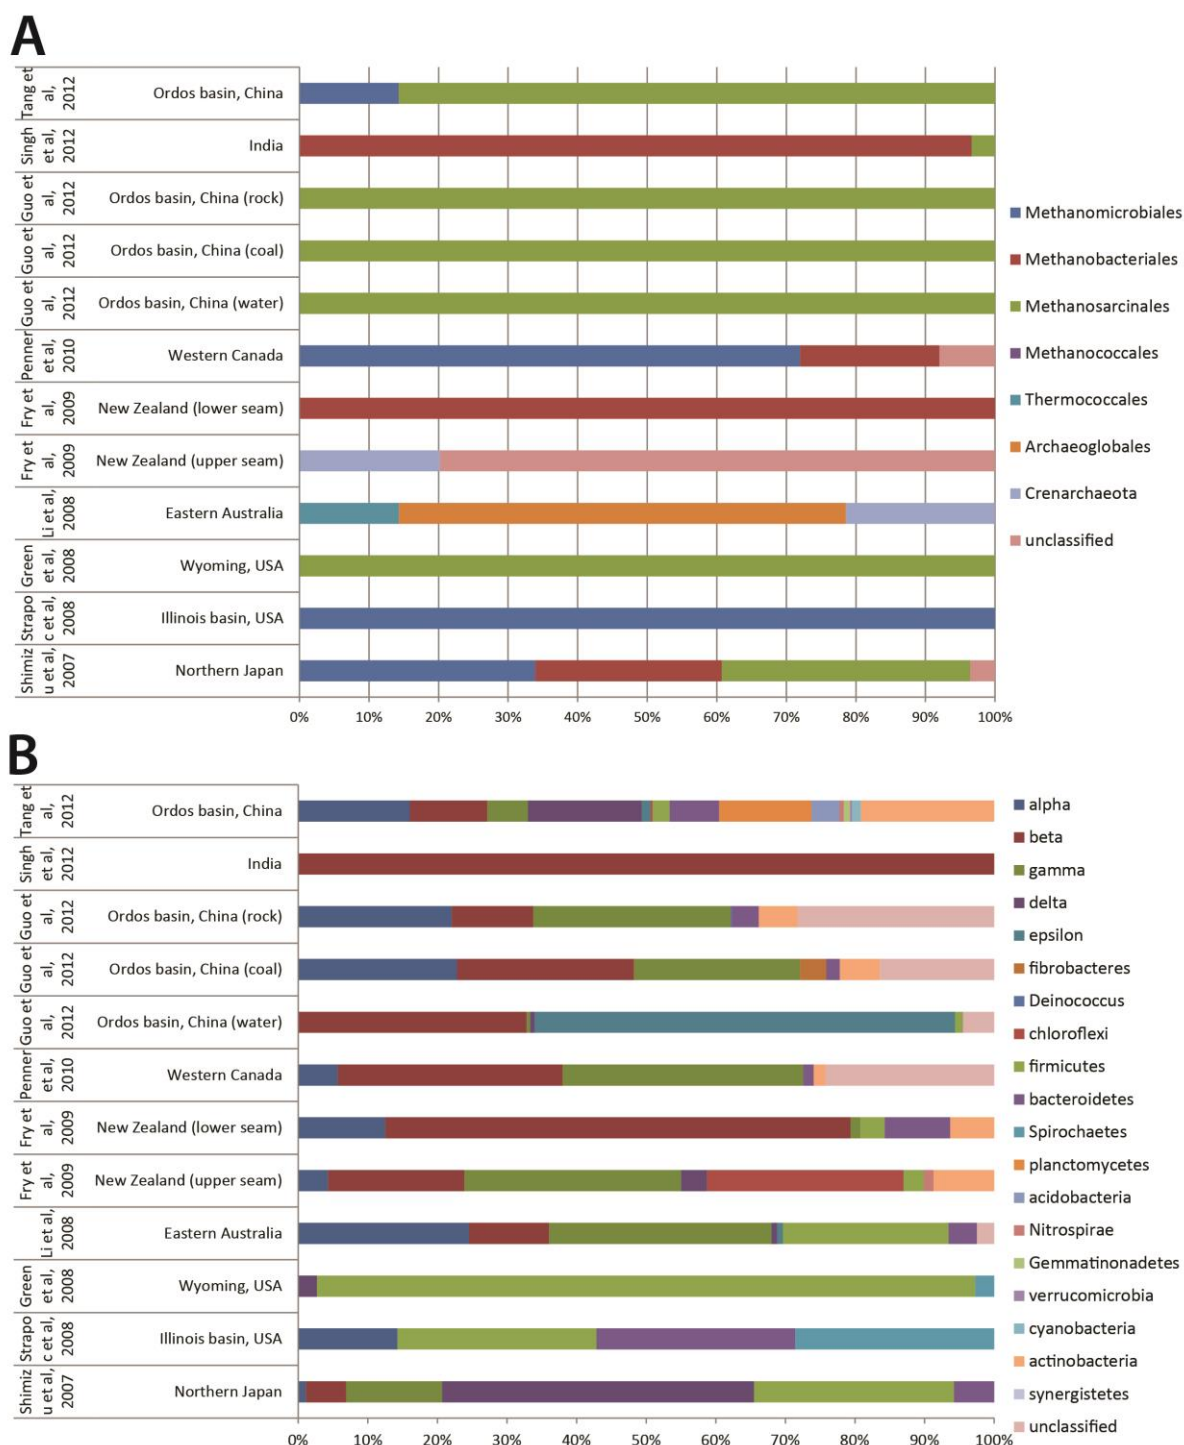 A
Tang et
al,
2012
Ordos basin, China
Singh
et al,
2012
India
Guo et
al,
2012
Ordos basin, China (rock)
Guo et
al,
2012
Ordos basin, China (coal)
Guo et
al,
2012
Ordos basin, China (water)
Penner
et al,
2010
Western Canada
Fry et
al,
2009
New Zealand (lower seam)
Fry et
al,
2009
New Zealand (upper seam)
Li et al,
2008
Eastern Australia
Green
et al,
2008
Wyoming, USA
Strapo
c et al,
2008
Illinois basin, USA
Shimiz
u et al,
2007
Northern Japan
0% 10% 20% 30% 40% 50% 60% 70% 80% 90% 100%
Methanomicrobiales
Methanobacteriales
Methanosarcinales
Methanococcales
Thermococcales
Archaeoglobales
Crenarchaeota
unclassified
B
Tang et
al,
2012
Ordos basin, China
Singh
et al,
2012
India
Guo et
al,
2012
Ordos basin, China (rock)
Guo et
al,
2012
Ordos basin, China (coal)
Guo et
al,
2012
Ordos basin, China (water)
Penner
et al,
2010
Western Canada
Fry et
al,
2009
New Zealand (lower seam)
Fry et
al,
2009
New Zealand (upper seam)
Li et al,
2008
Eastern Australia
Green
et al,
2008
Wyoming, USA
Strapo
c et al,
2008
Illinois basin, USA
Shimiz
u et al,
2007
Northern Japan
0% 10% 20% 30% 40% 50% 60% 70% 80% 90% 100%
alpha
beta
gamma
delta
epsilon
fibrobacteres
Deinococcus
chloroflexi
firmicutes
bacteroidetes
Spirochaetes
planctomycetes
acidobacteria
Nitrospirae
Gemmatinonadetes
verrucomicrobia
cyanobacteria
actinobacteria
synergistetes
unclassified